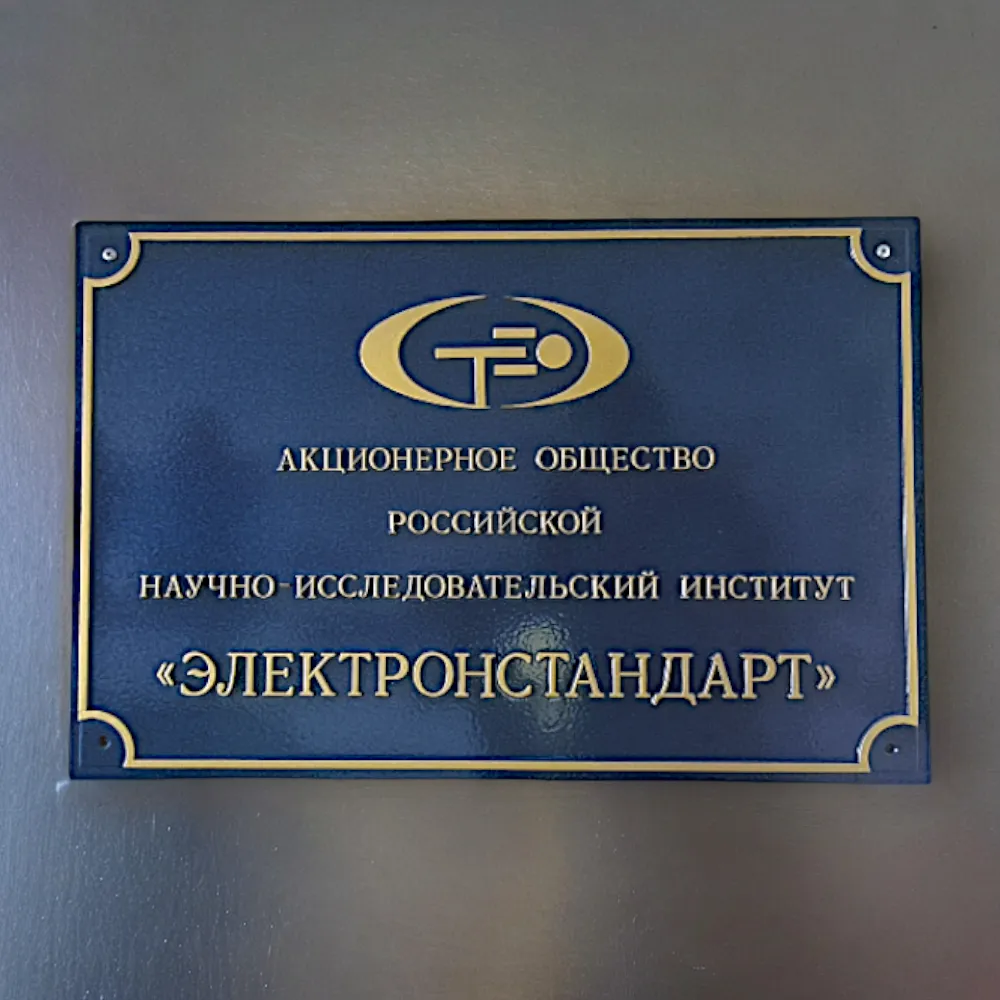 АКЦИОНЕРНОЕ ОБЩЕСТВО
РОССИЙСКОЙ
НАУЧНО-ИССЛЕДОВАТЕЛЬСКИЙ ИНСТИТУТ
«ЭЛЕКТРОНСТАНДАРТ»